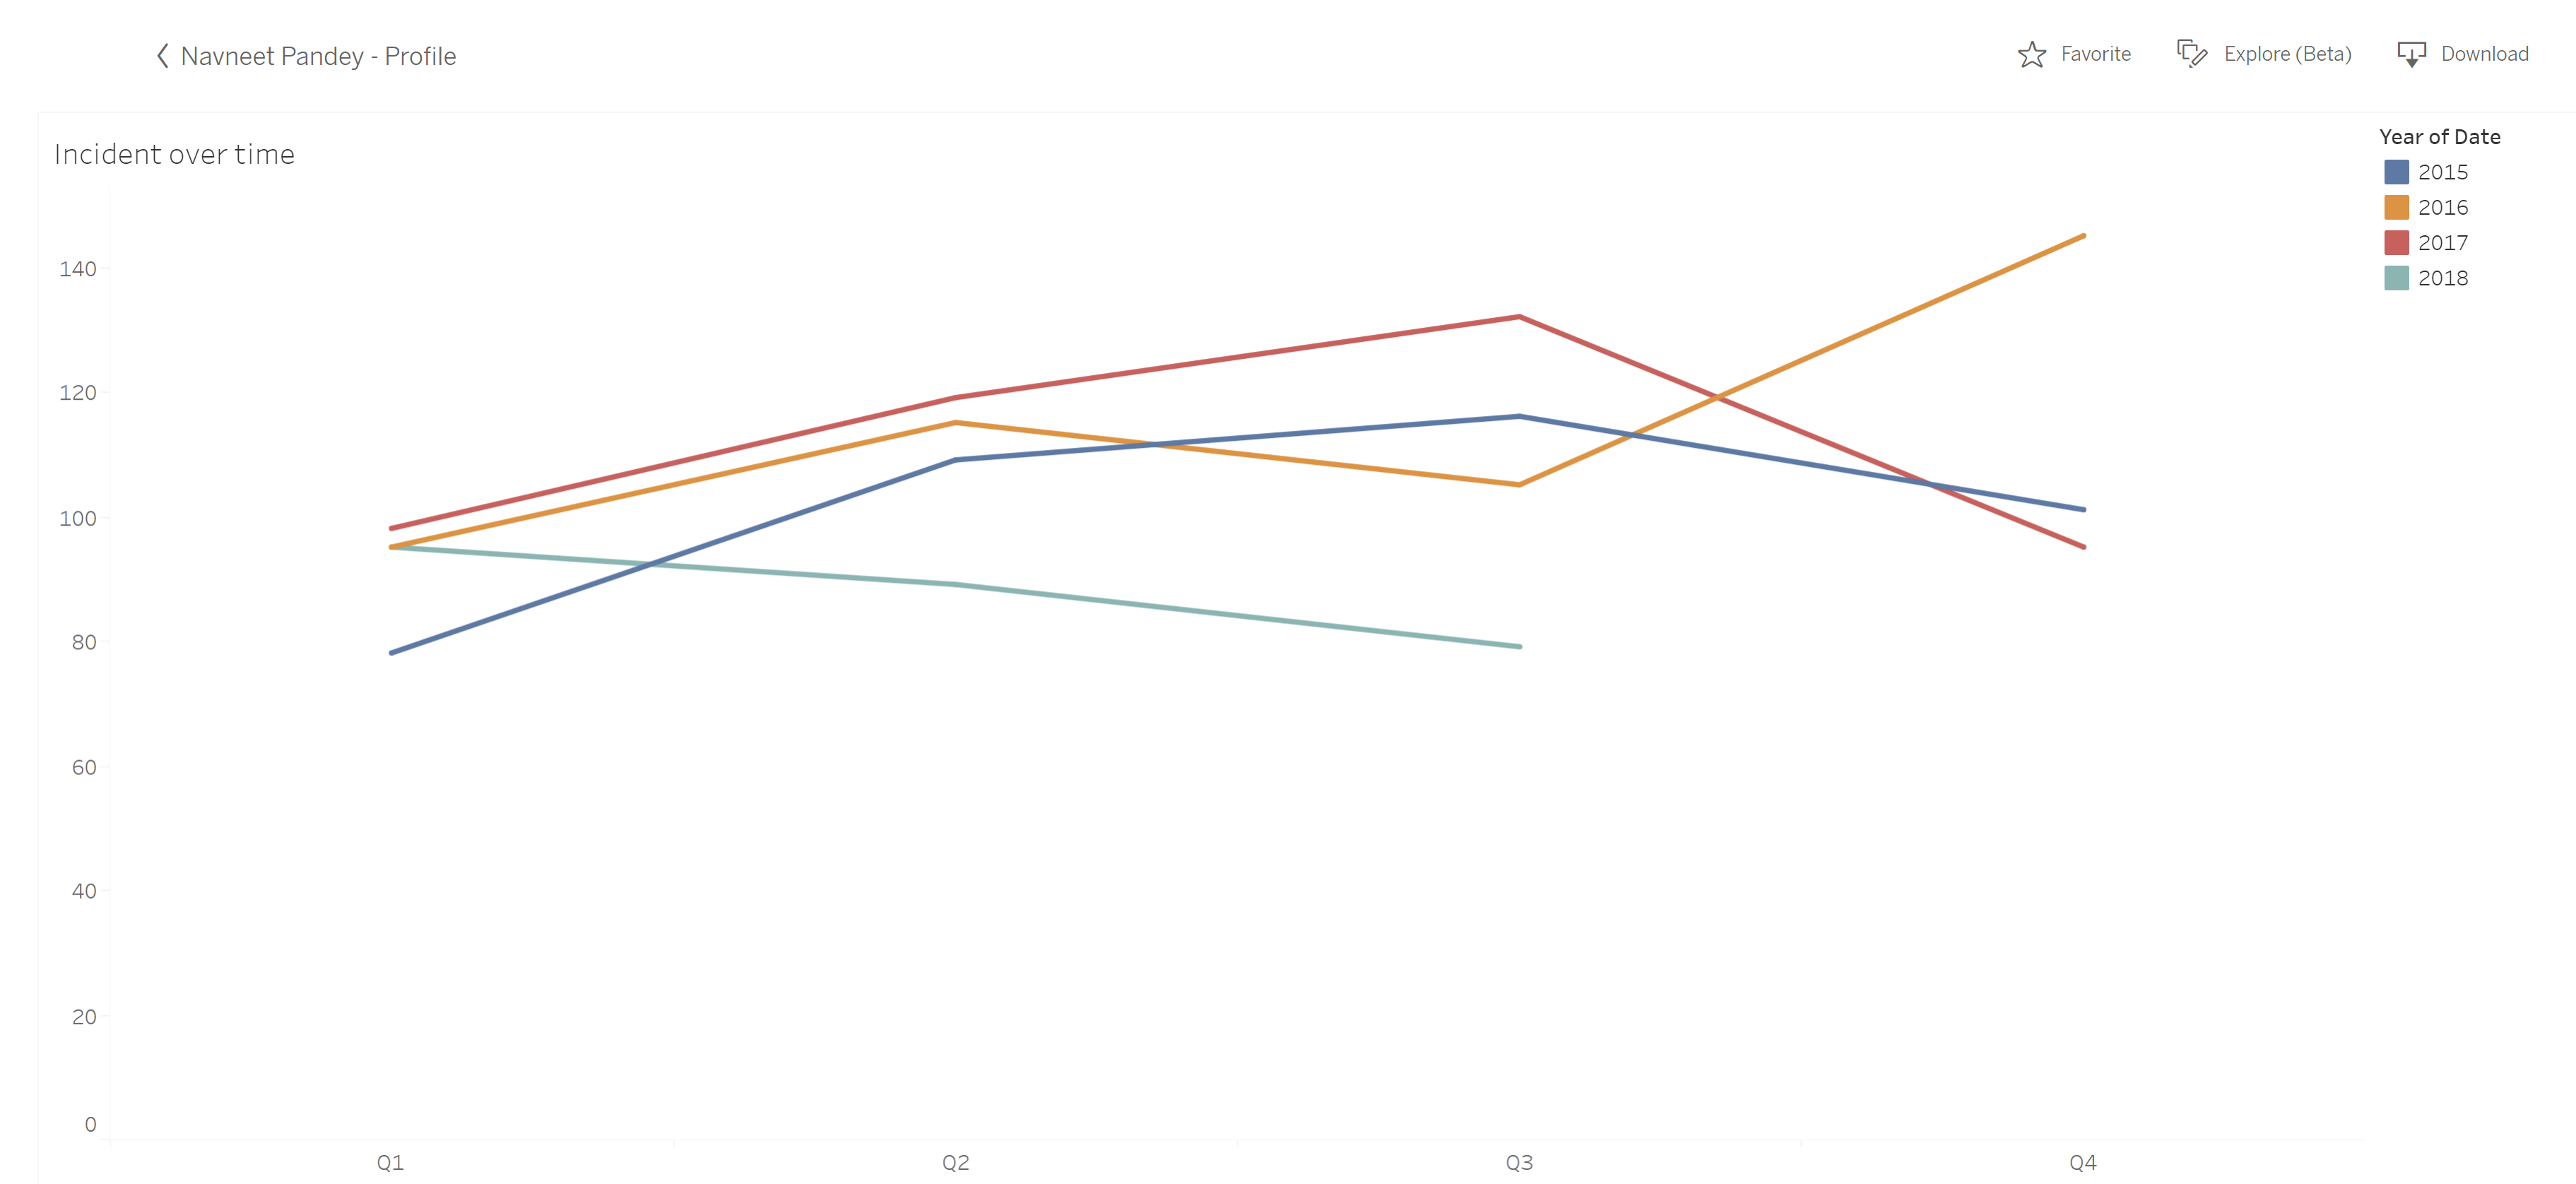 Navneet Pandey - Profile
Favorite
Explore (Beta)
Download
Incident over time
Year of Date
2015
2016
2017
2018
140
120
100
80
60
40
20
0
Q1
Q2
Q3
Q4